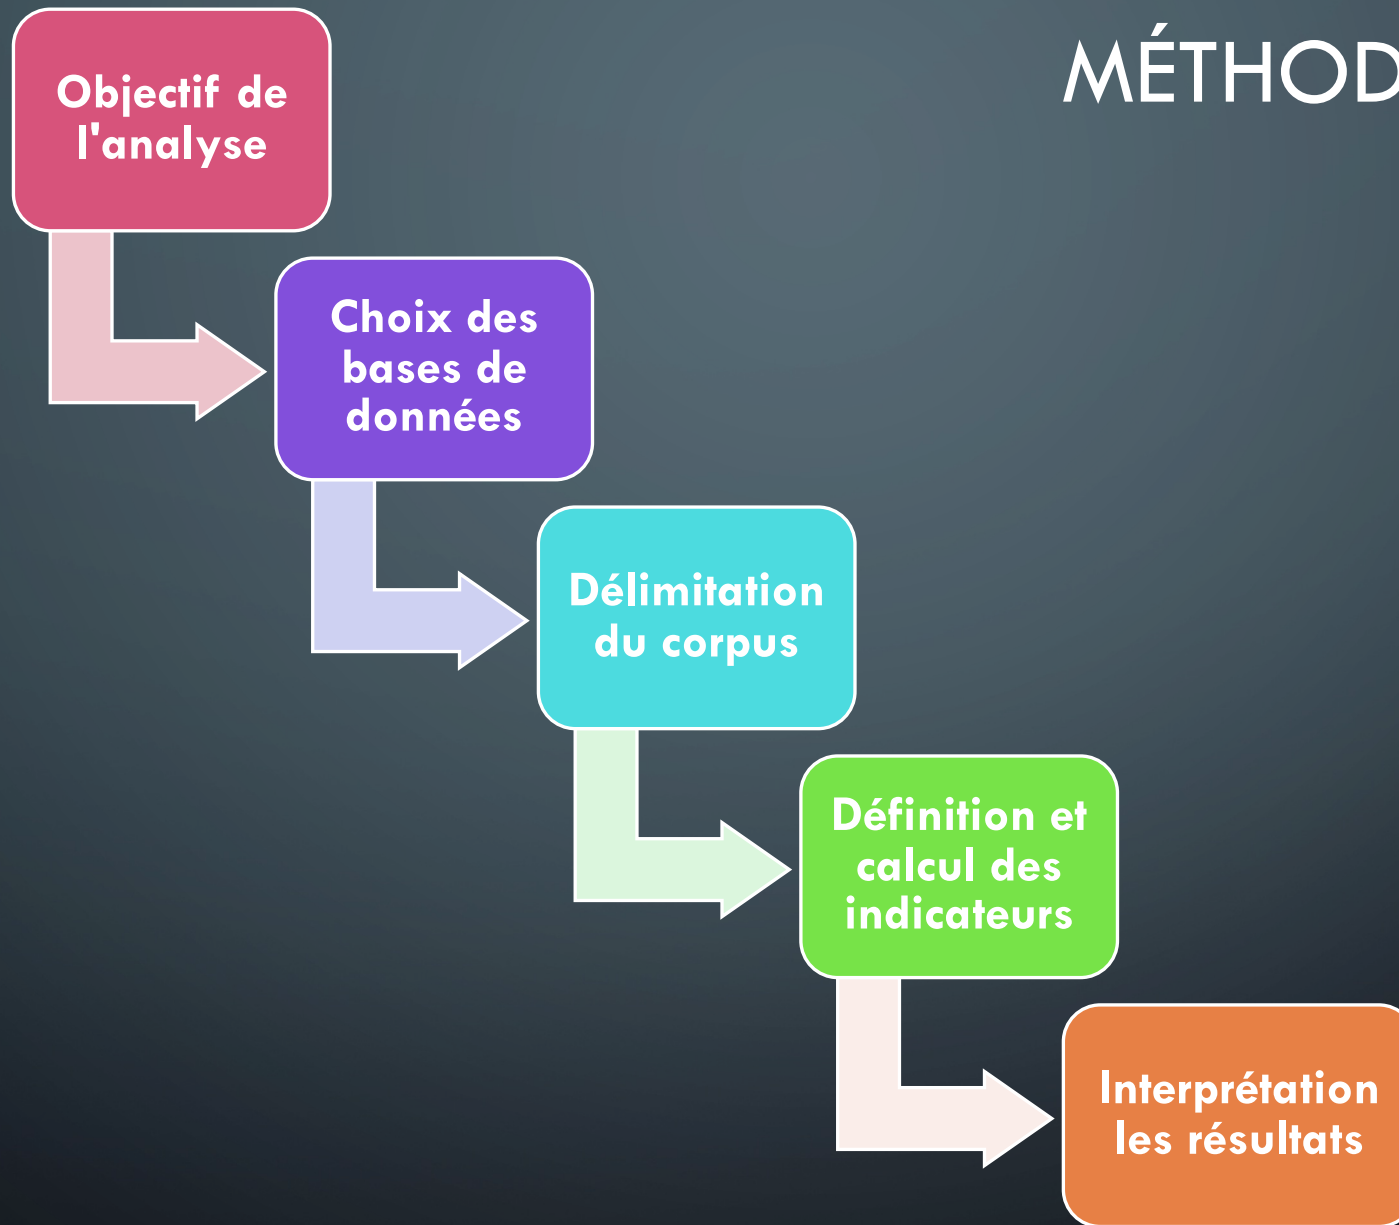 MÉTHOD
Objectif de
l'analyse
Choix des
bases de
données
Délimitation
du corpus
Définition et
calcul des
indicateurs
Interprétation
les résultats